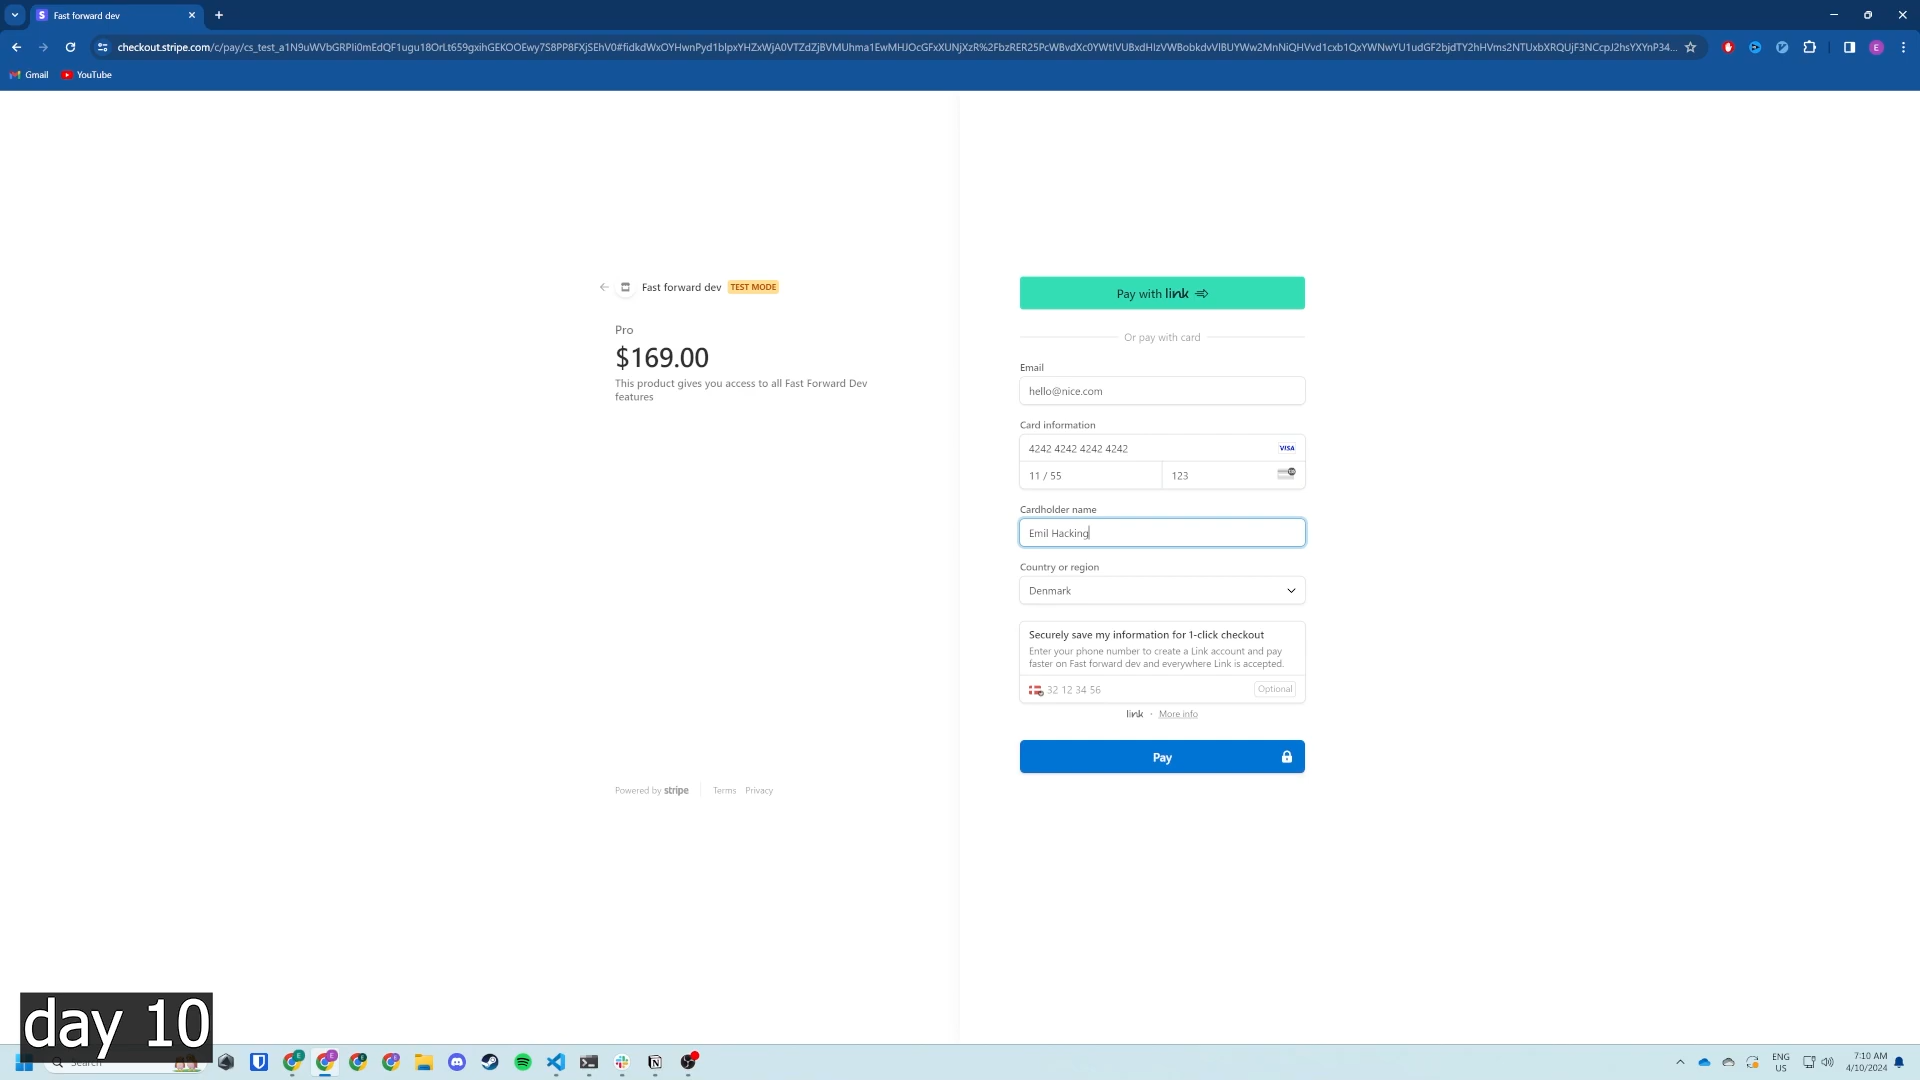 Fast forward dev
checkout.stripe.com/c/pay/cs_test_
Gmail YouTube
Fast forward dev TEST MODE
Pro
$169.00
This product gives you access to all Fast Forward Dev
features
Powered by stripe Terms Privacy
Pay with link
Or pay with card
Email
hello@nice.com
Card information
4242 4242 4242 4242 VISA
11 / 55 123
Cardholder name
Emil Hacking
Country or region
Denmark
Securely save my information for 1-click checkout
Enter your phone number to create a Link account and pay
faster on Fast forward dev and everywhere Link is accepted.
32 12 34 56 Optional
link · More info
Pay
day 10
Search
ENG
US
7:10 AM
4/10/2024